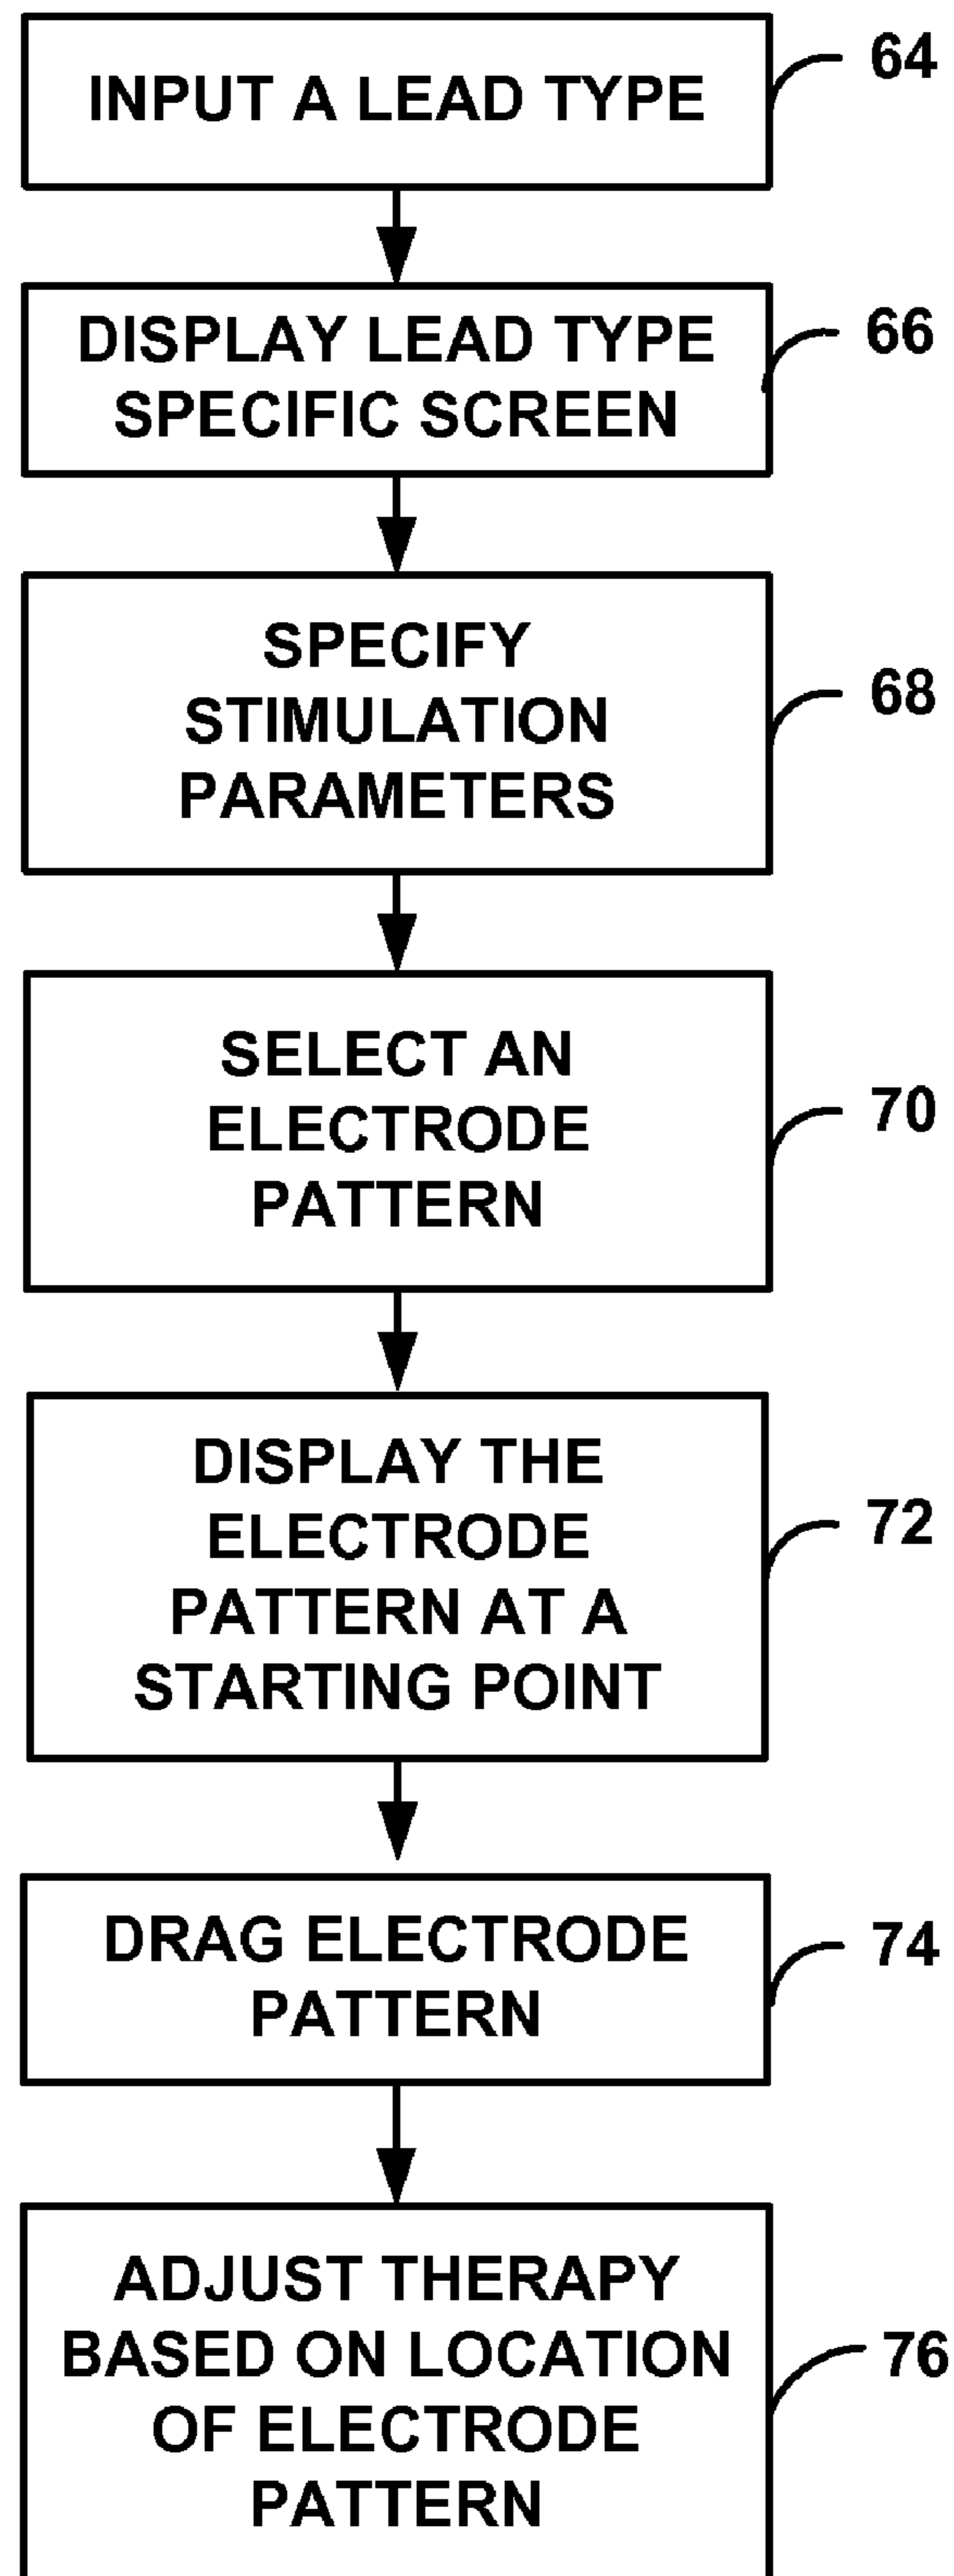 INPUT A LEAD TYPE
64
DISPLAY LEAD TYPE
SPECIFIC SCREEN
66
SPECIFY
STIMULATION
PARAMETERS
68
SELECT AN
ELECTRODE
PATTERN
70
DISPLAY THE
ELECTRODE
PATTERN AT A
STARTING POINT
72
DRAG ELECTRODE
PATTERN
74
ADJUST THERAPY
BASED ON LOCATION
OF ELECTRODE
PATTERN
76